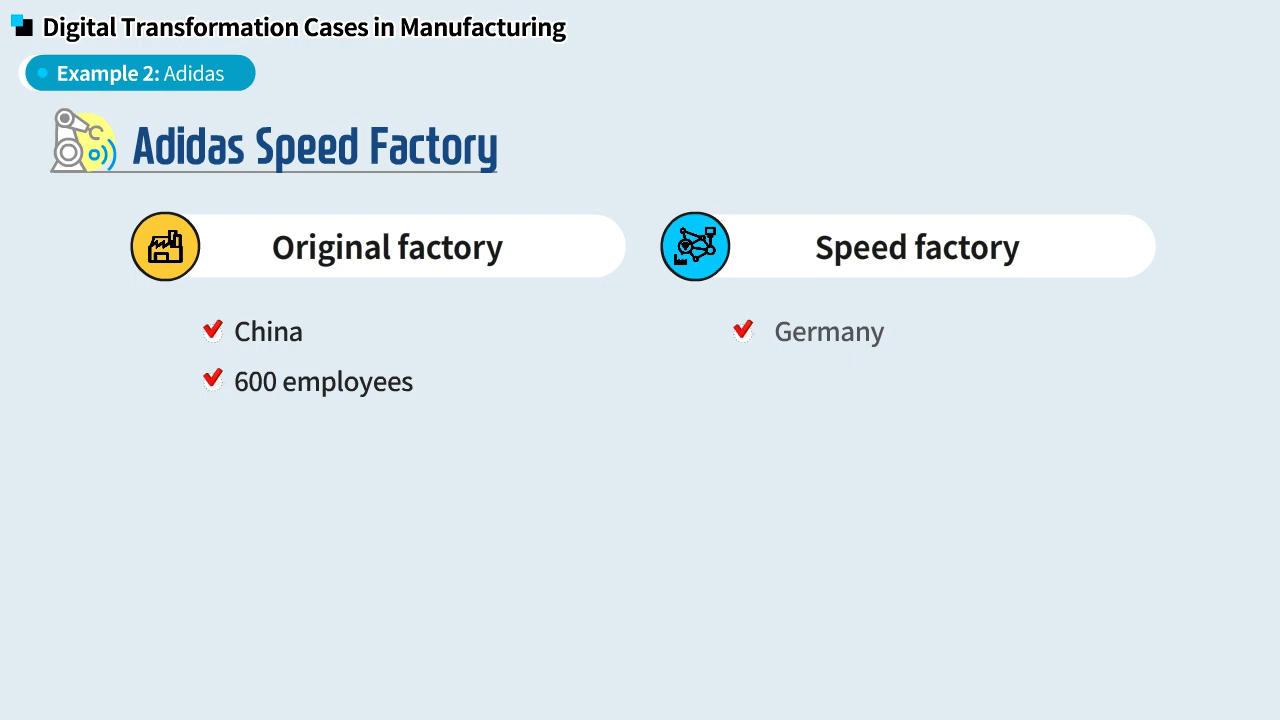 Digital Transformation Cases in Manufacturing
Example 2: Adidas
Adidas Speed Factory
Original factory
China
600 employees
Speed factory
Germany